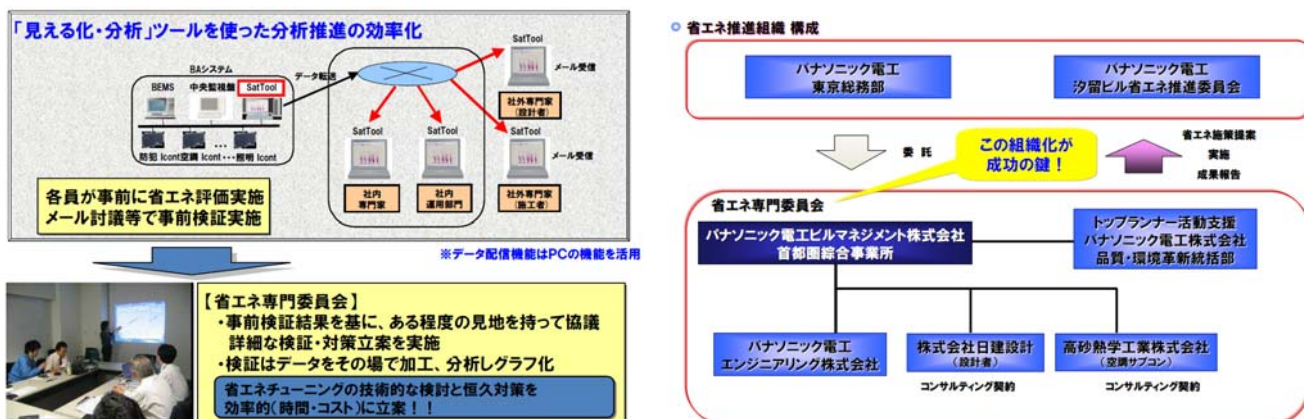 「見える化・分析」ツールを使った分析推進の効率化
BAシステム
BEMS 中央監視盤 SatTool
防犯 Icont 空調 Icont ・・・ 照明 Icont
データ転送
SatTool
メール受信
社外専門家
(設計者)
SatTool
社内
専門家
SatTool
社内
運用部門
SatTool
メール受信
社外専門家
(施工者)
各員が事前に省エネ評価実施
メール討議等で事前検証実施
※データ配信機能はPCの機能を活用
【省エネ専門委員会】
・事前検証結果を基に、ある程度の見地を持って協議
詳細な検証・対策立案を実施
・検証はデータをその場で加工、分析しグラフ化
省エネチューニングの技術的な検討と恒久対策を
効率的(時間・コスト)に立案!!
省エネ推進組織 構成
パナソニック電工
東京総務部
パナソニック電工
汐留ビル省エネ推進委員会
委 託
この組織化が
成功の鍵!
省エネ施策提案
実施
成果報告
省エネ専門委員会
パナソニック電工ビルマネジメント株式会社
首都圏綜合事業所
トップランナー活動支援
パナソニック電工株式会社
品質・環境革新統括部
パナソニック電工
エンジニアリング株式会社
株式会社日建設計
(設計者)
コンサルティング契約
高砂熱学工業株式会社
(空調サブコン)
コンサルティング契約